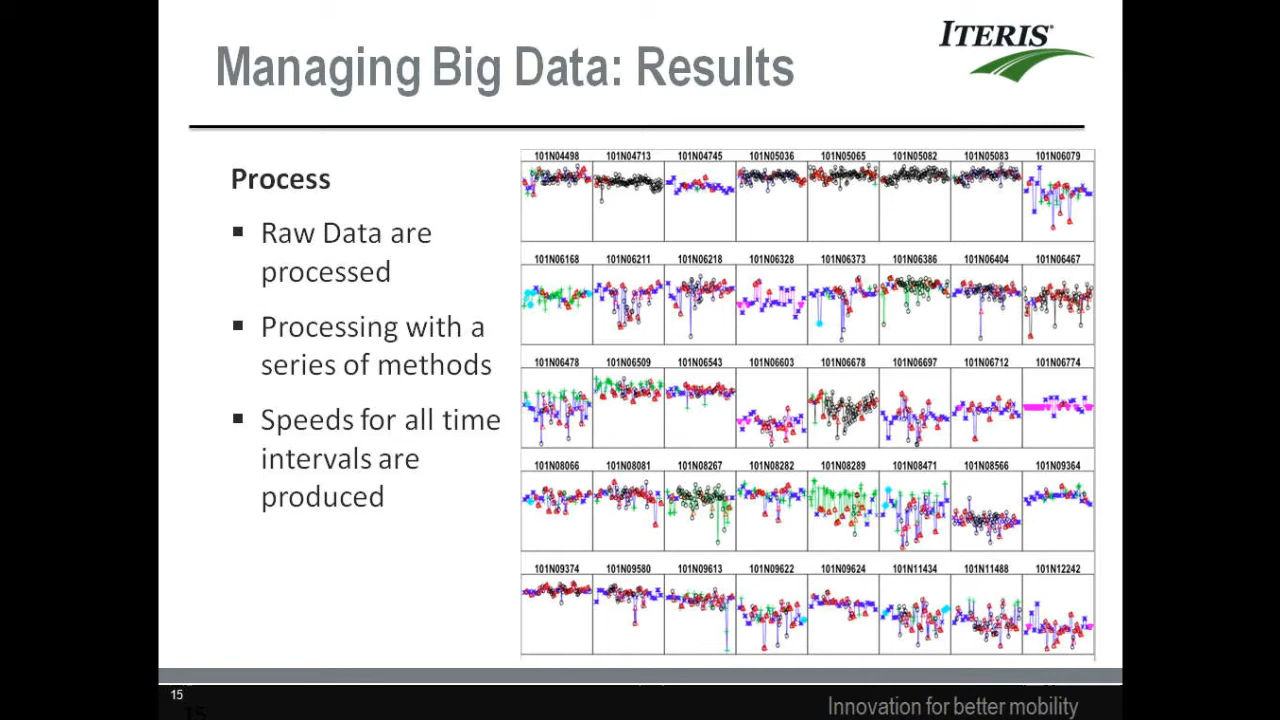 ITERIS
Managing Big Data: Results
Process
▪ Raw Data are
processed
▪ Processing with a
series of methods
▪ Speeds for all time
intervals are
produced
101N04498 101N04713 101N04745 101N05036 101N05065 101N05082 101N05083 101N06079
101N06168 101N06211 101N06218 101N06328 101N06373 101N06386 101N06404 101N06467
101N06478 101N06509 101N06543 101N06603 101N06678 101N06697 101N06712 101N06774
101N08066 101N08081 101N08267 101N08282 101N08289 101N08471 101N08566 101N09364
101N09374 101N09580 101N09613 101N09622 101N09624 101N11434 101N11488 101N12242
15
15
Innovation for better mobility